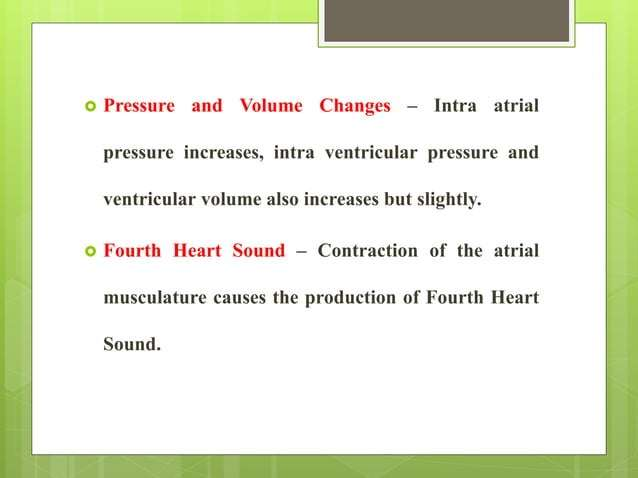 Pressure and Volume Changes – Intra atrial
pressure increases, intra ventricular pressure and
ventricular volume also increases but slightly.
Fourth Heart Sound – Contraction of the atrial
musculature causes the production of Fourth Heart
Sound.